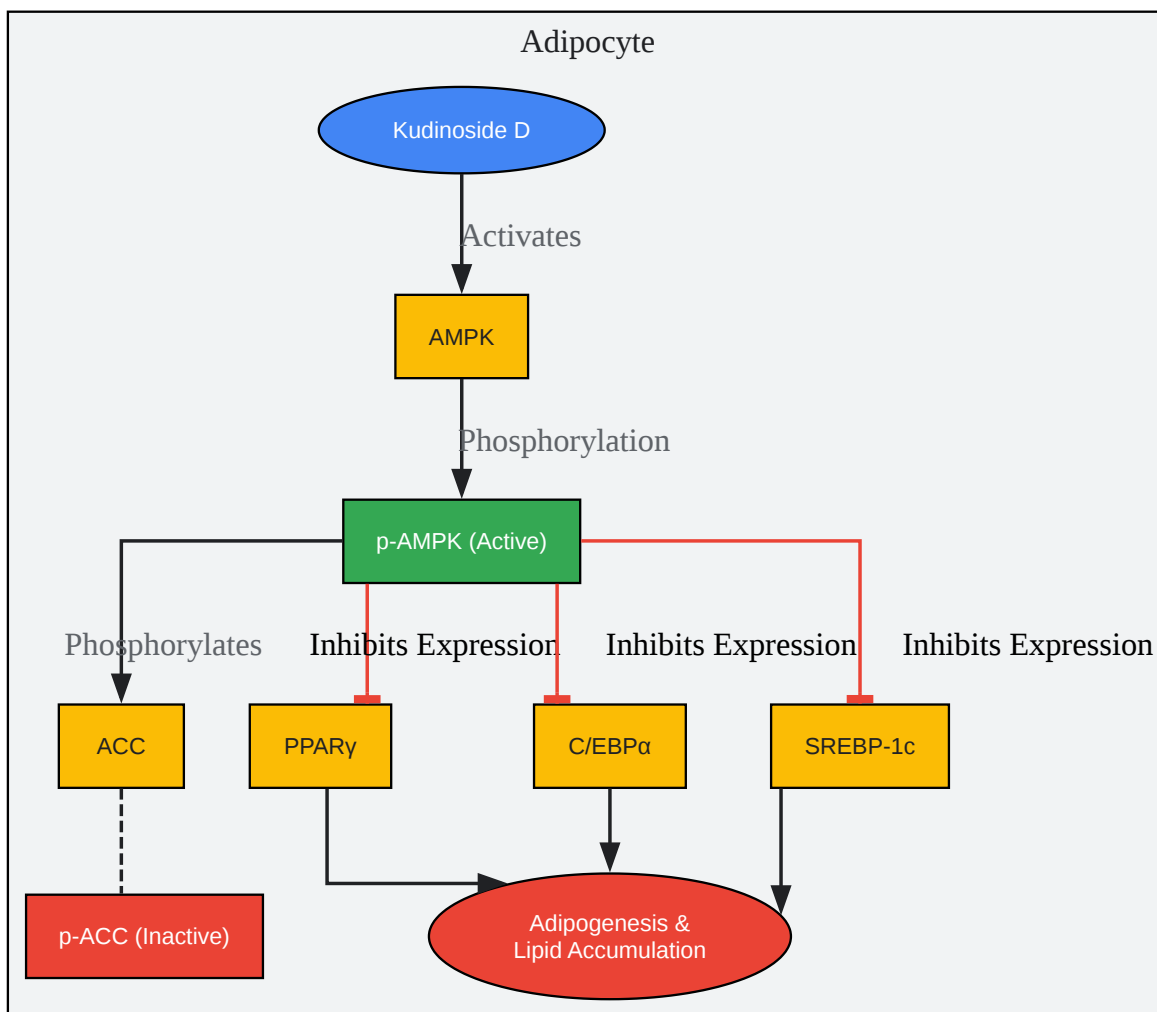 Adipocyte
Kudinoside D
Activates
AMPK
Phosphorylation
p-AMPK (Active)
Phosphorylates
Inhibits Expression
Inhibits Expression
Inhibits Expression
ACC
PPARγ
C/EBPα
SREBP-1c
p-ACC (Inactive)
Adipogenesis &
Lipid Accumulation